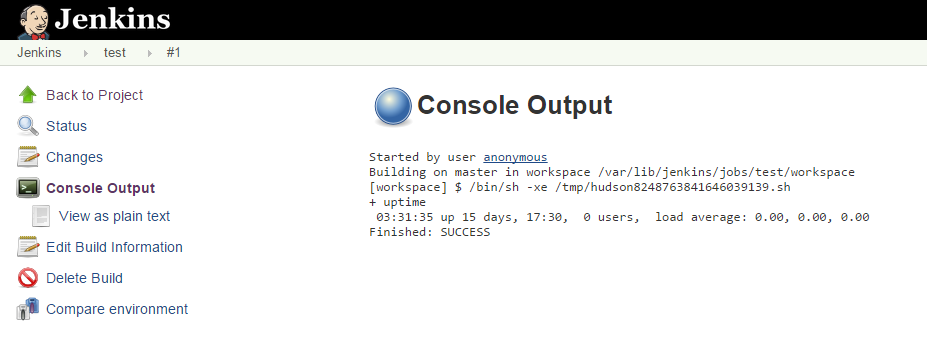 Jenkins
Jenkins test #1
Back to Project
Status
Changes
Console Output
View as plain text
Edit Build Information
Delete Build
Compare environment
Console Output
Started by user anonymous
Building on master in workspace /var/lib/jenkins/jobs/test/workspace
[workspace] $ /bin/sh -xe /tmp/hudson8248763841646039139.sh
+ uptime
 03:31:35 up 15 days, 17:30,  0 users,  load average: 0.00, 0.00, 0.00
Finished: SUCCESS